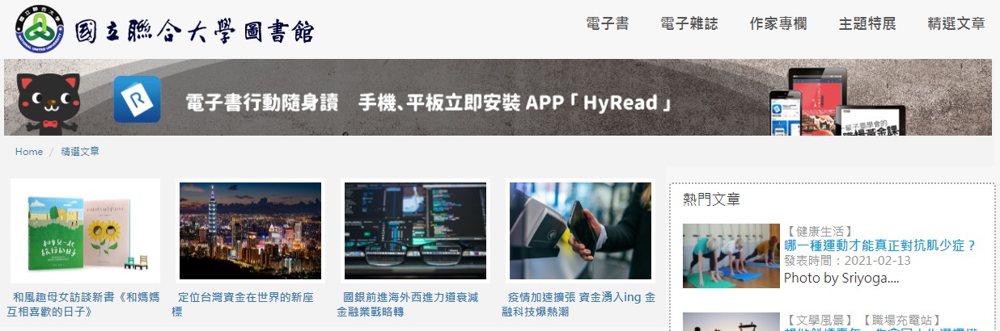 國立聯合大學圖書館
電子書 電子雜誌 作家專欄 主題特展 精選文章
電子書行動隨身讀 手機、平板立即安裝 APP「HyRead」
職場黃金課
Home / 精選文章
和風趣母女訪談新書《和媽媽
互相喜歡的日子》
定位台灣資金在世界的新座
標
國銀前進海外西進力道衰減
金融業戰略轉
疫情加速擴張 資金湧入ing 金
融科技爆熱潮
熱門文章
【健康生活】
哪一種運動才能真正對抗肌少症？
發表時間：2021-02-13
Photo by Sriyoga....
【文學風景】【職場充電站】